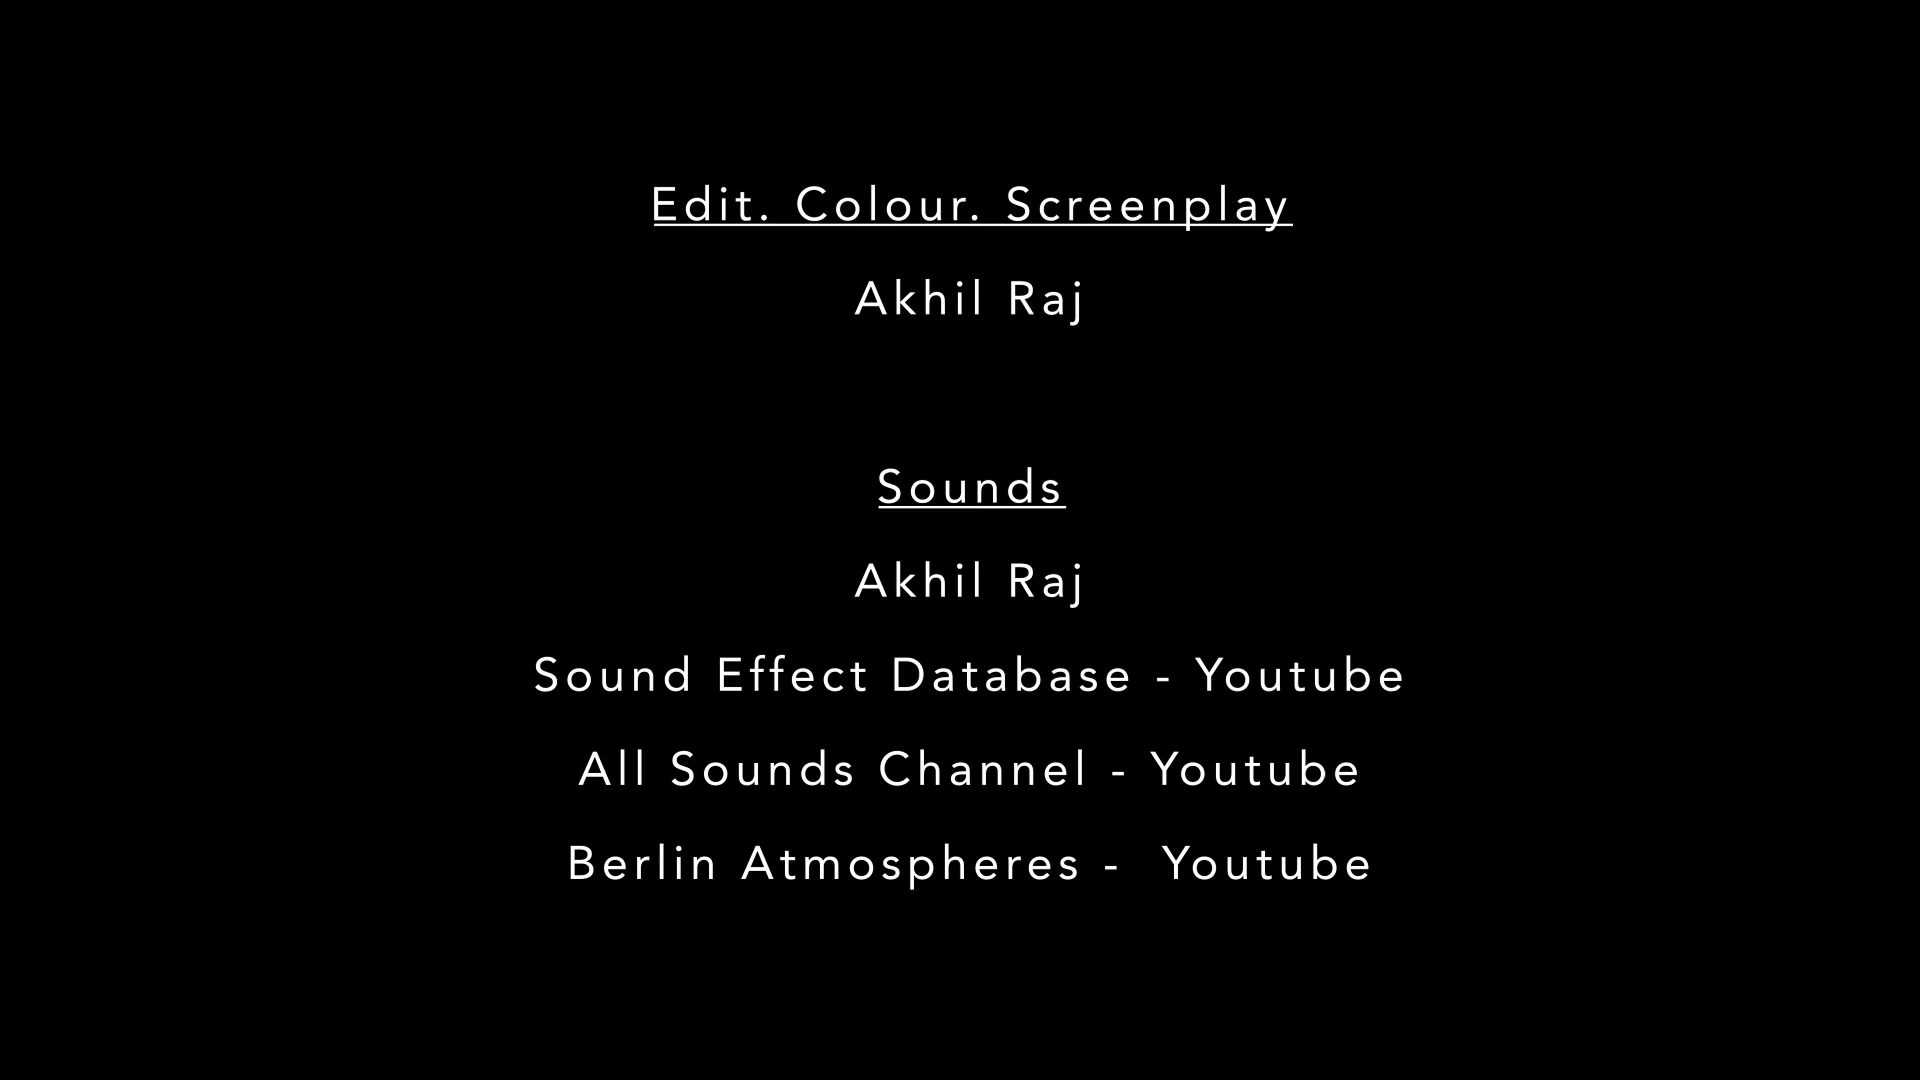 Edit. Colour. Screenplay
Akhil Raj
Sounds
Akhil Raj
Sound Effect Database - Youtube
All Sounds Channel - Youtube
Berlin Atmospheres -  Youtube